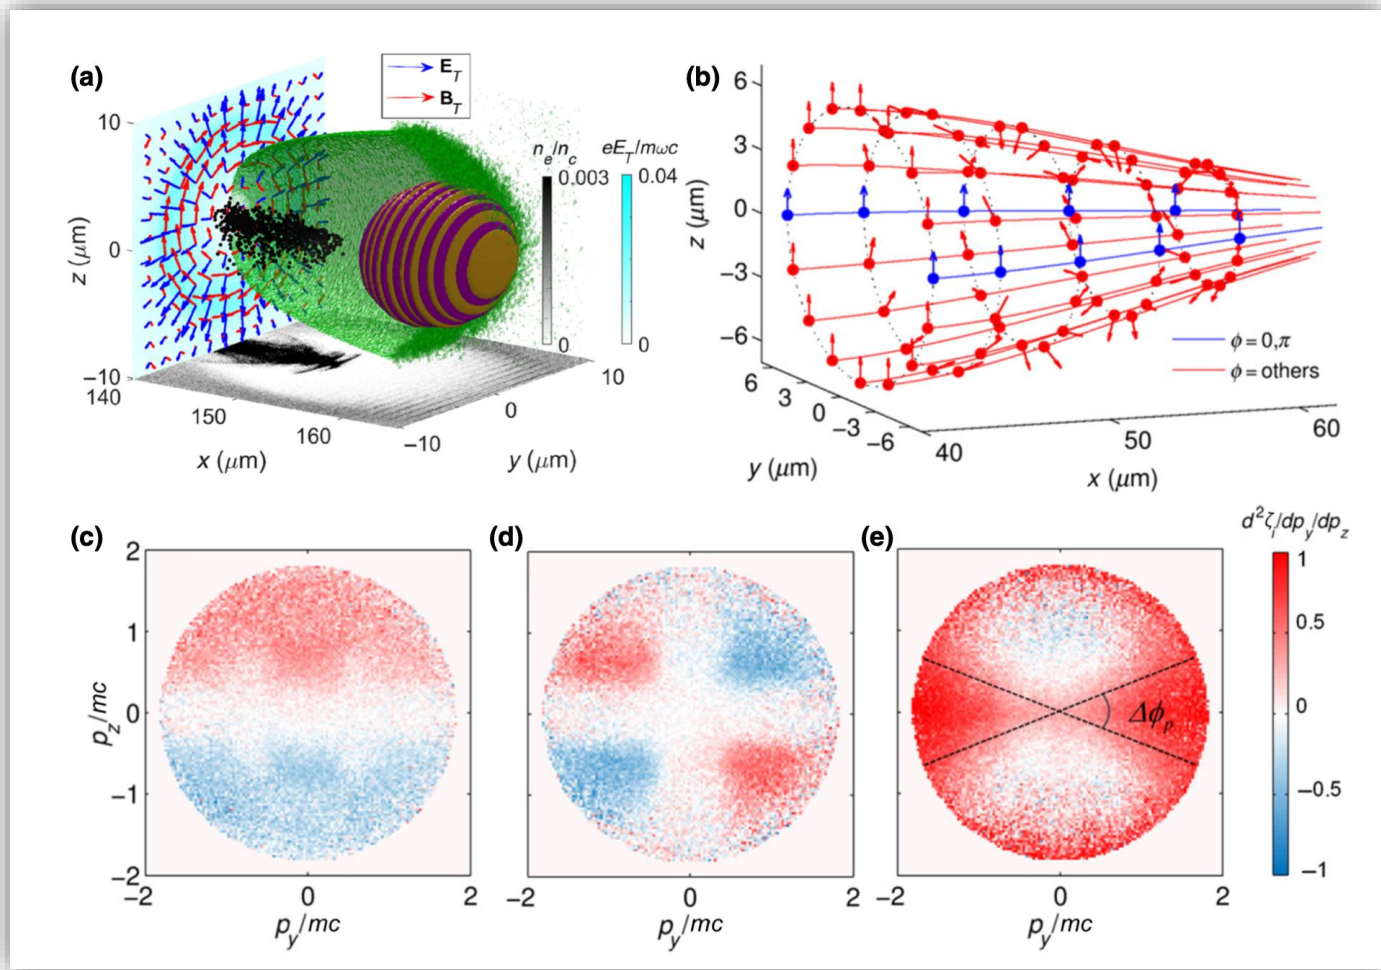 (a)
E_T
B_T
n_e/n_c
eE_T/mωc
0.003
0.04
0
0
z (μm)
10
0
−10
140
150
160
x (μm)
−10
0
10
y (μm)
(b)
z (μm)
6
3
0
−3
−6
6
3
0
−3
−6
y (μm)
40
50
60
x (μm)
ϕ = 0,π
ϕ = others
(c)
p_z/mc
2
1
0
−1
−2
−2
0
2
p_y/mc
(d)
−2
0
2
p_y/mc
(e)
Δϕ_p
−2
0
2
p_y/mc
d²ζ_i/dp_y/dp_z
1
0.5
0
−0.5
−1